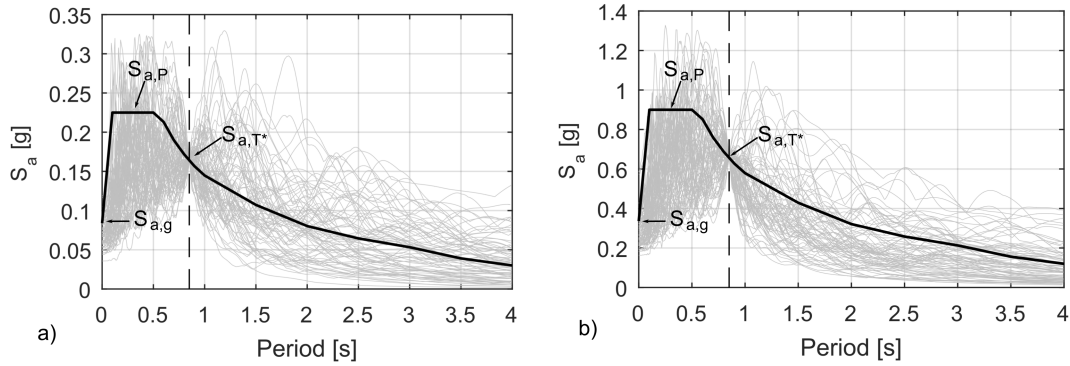 0.35
0.3
0.25
0.2
0.15
0.1
0.05
0
S_a [g]
S_a,P
S_a,T*
S_a,g
0 0.5 1 1.5 2 2.5 3 3.5 4
Period [s]
a)
1.4
1.2
1
0.8
0.6
0.4
0.2
0
S_a [g]
S_a,P
S_a,T*
S_a,g
0 0.5 1 1.5 2 2.5 3 3.5 4
Period [s]
b)